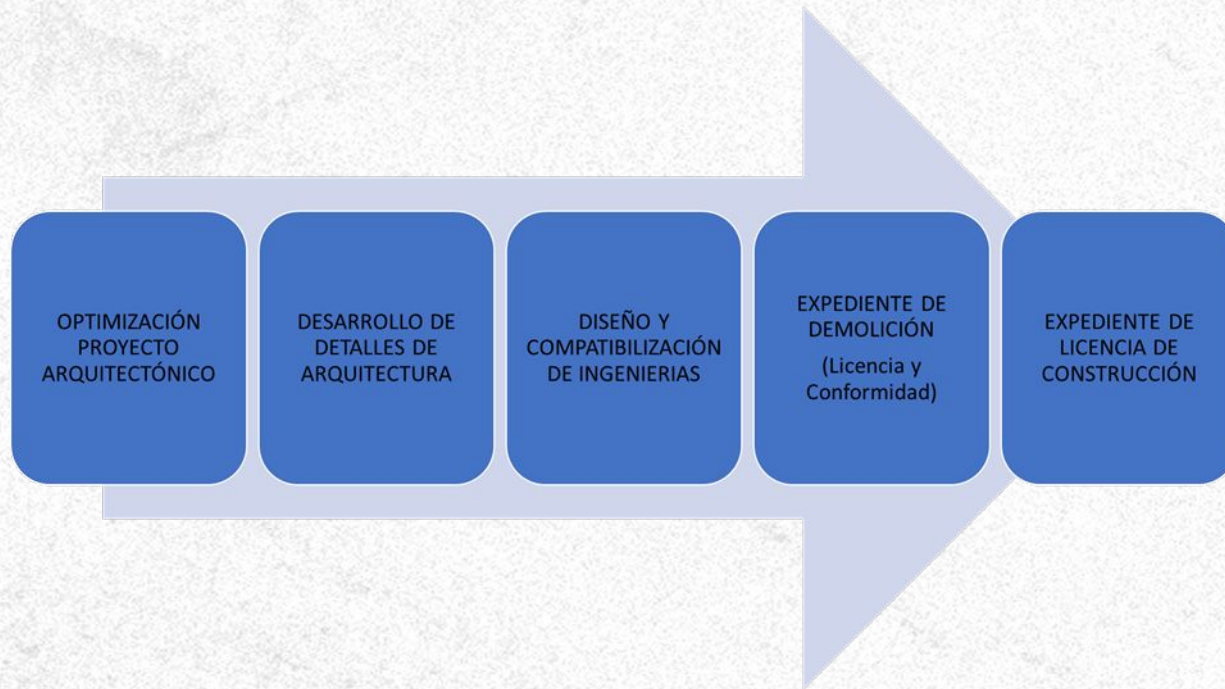 OPTIMIZACIÓN
PROYECTO
ARQUITECTÓNICO
DESARROLLO DE
DETALLES DE
ARQUITECTURA
DISEÑO Y
COMPATIBILIZACIÓN
DE INGENIERIAS
EXPEDIENTE DE
DEMOLICIÓN
(Licencia y
Conformidad)
EXPEDIENTE DE
LICENCIA DE
CONSTRUCCIÓN